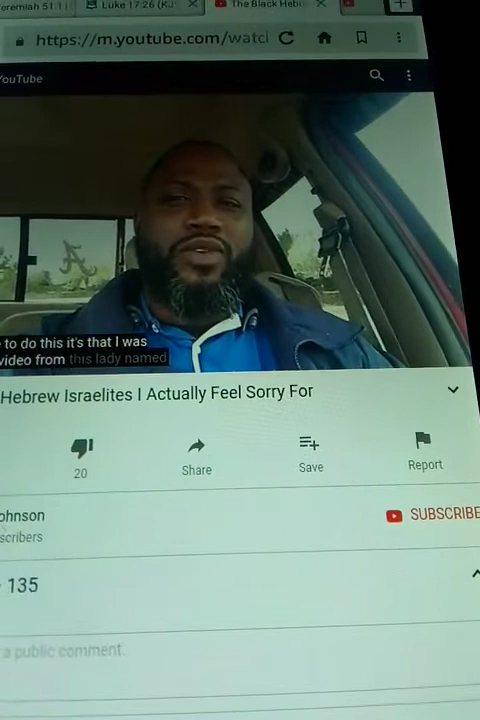 eremiah 51:1 |
Luke 17:26 (KJ
The Black Hebr
https://m.youtube.com/watcl
YouTube
A
to do this it's that I was
video from this lady named
Hebrew Israelites I Actually Feel Sorry For
20
Share
Save
Report
ohnson
SUBSCRIBE
scribers
135
a public comment.